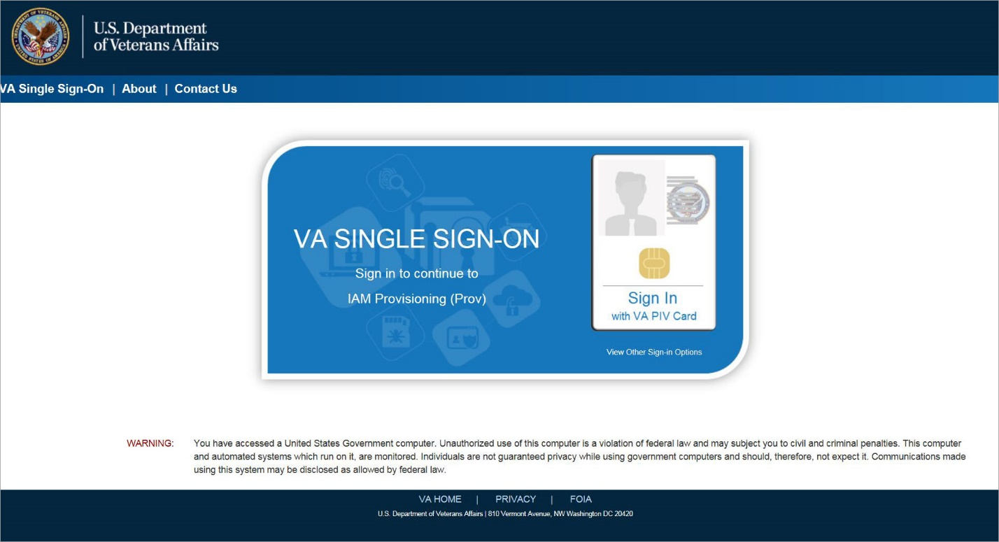 U.S. Department
of Veterans Affairs
VA Single Sign-On | About | Contact Us
VA SINGLE SIGN-ON
Sign in to continue to
IAM Provisioning (Prov)
Sign In
with VA PIV Card
View Other Sign-in Options
WARNING: You have accessed a United States Government computer. Unauthorized use of this computer is a violation of federal law and may subject you to civil and criminal penalties. This computer
and automated systems which run on it, are monitored. Individuals are not guaranteed privacy while using government computers and should, therefore, not expect it. Communications made
using this system may be disclosed as allowed by federal law.
VA HOME | PRIVACY | FOIA
U.S. Department of Veterans Affairs | 810 Vermont Avenue, NW Washington DC 20420